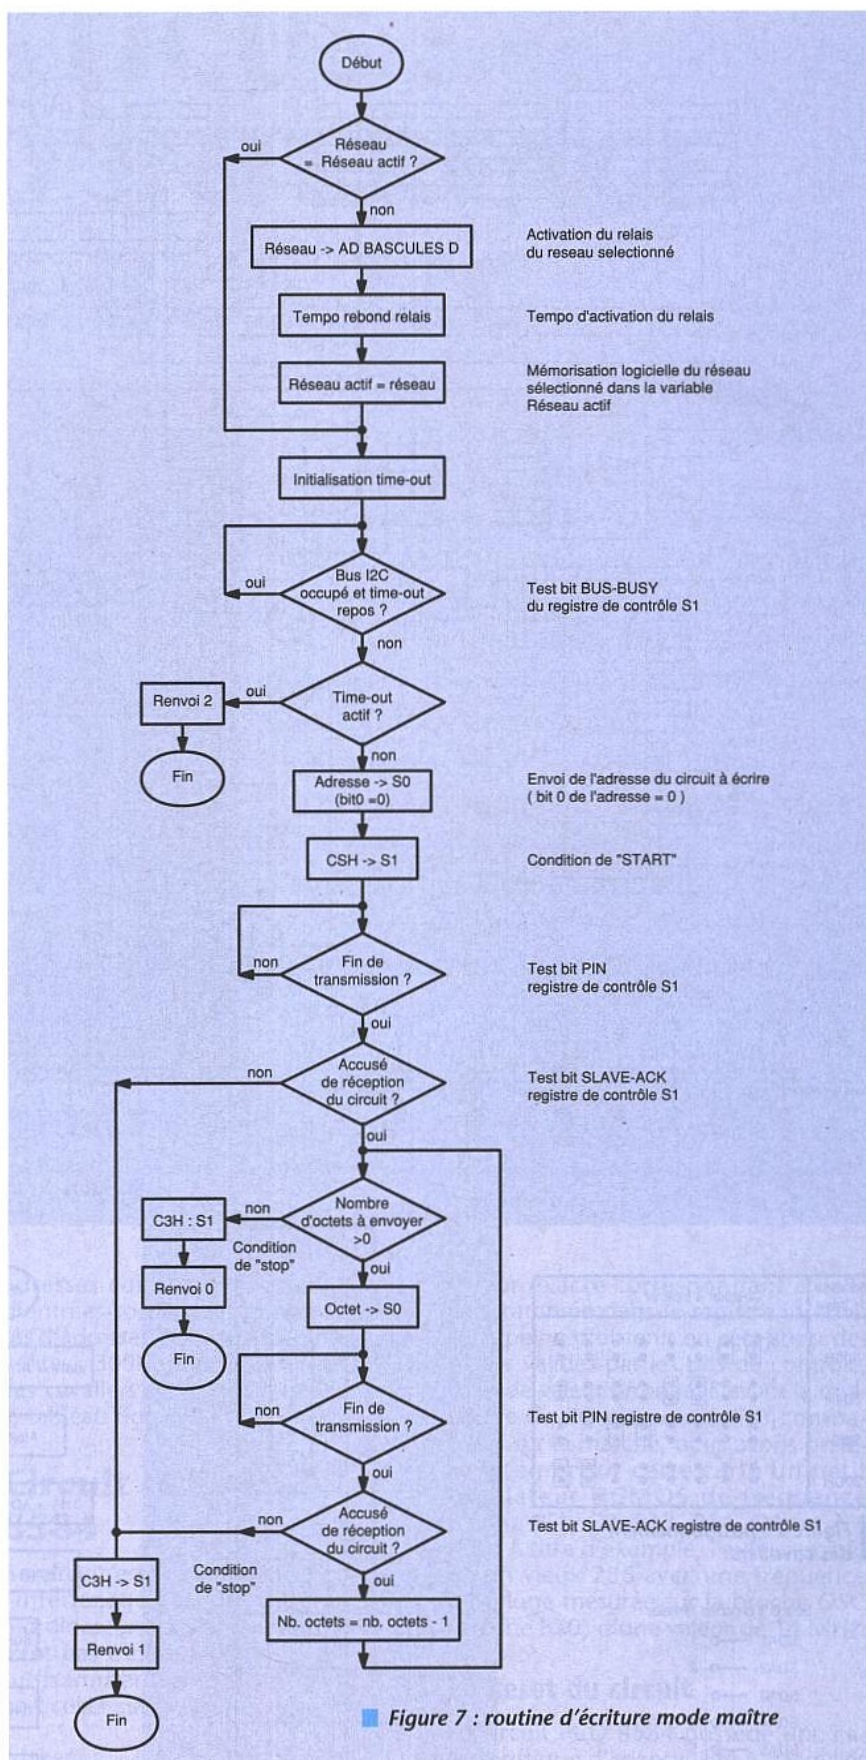 Début
Réseau
= Réseau actif ?
oui
non
Réseau -> AD BASCULES D
Activation du relais
du reseau selectionné
Tempo rebond relais
Tempo d'activation du relais
Réseau actif = réseau
Mémorisation logicielle du réseau
sélectionné dans la variable
Réseau actif
Initialisation time-out
Bus I2C
occupé et time-out
repos ?
oui
non
Test bit BUS-BUSY
du registre de contrôle S1
Time-out
actif ?
oui
Renvoi 2
Fin
non
Adresse -> S0
(bit0 =0)
Envoi de l'adresse du circuit à écrire
( bit 0 de l'adresse = 0 )
CSH -> S1
Condition de "START"
Fin de
transmission ?
non
oui
Test bit PIN
registre de contrôle S1
Accusé
de réception
du circuit ?
non
oui
Test bit SLAVE-ACK
registre de contrôle S1
Nombre
d'octets à envoyer
>0
non
C3H : S1
Condition
de "stop"
Renvoi 0
Fin
oui
Octet -> S0
Fin de
transmission ?
non
oui
Test bit PIN registre de contrôle S1
Accusé
de réception
du circuit ?
non
Condition
de "stop"
oui
Test bit SLAVE-ACK registre de contrôle S1
C3H -> S1
Renvoi 1
Fin
Nb. octets = nb. octets - 1
Figure 7 : routine d'écriture mode maître